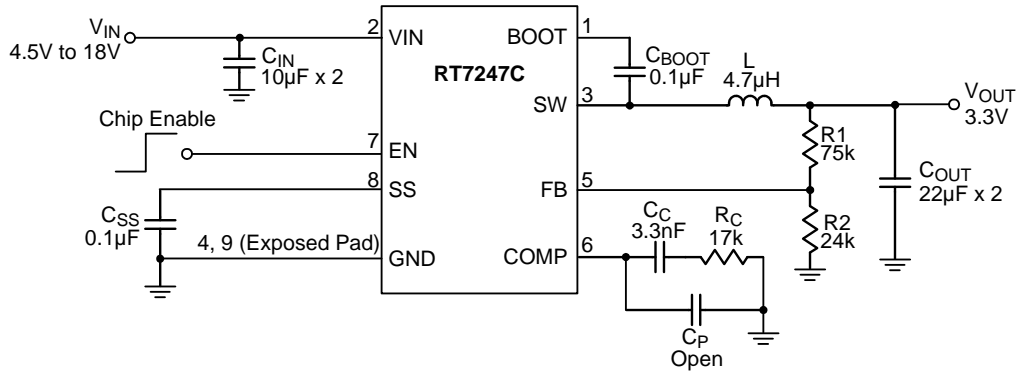 VIN
4.5V to 18V
CIN
10µF x 2
2
VIN
RT7247C
BOOT
1
CBOOT
0.1µF
L
4.7µH
SW
3
VOUT
3.3V
Chip Enable
7
EN
R1
75k
COUT
22µF x 2
8
SS
FB
5
CSS
0.1µF
R2
24k
4, 9 (Exposed Pad)
GND
COMP
6
CC
3.3nF
RC
17k
CP
Open